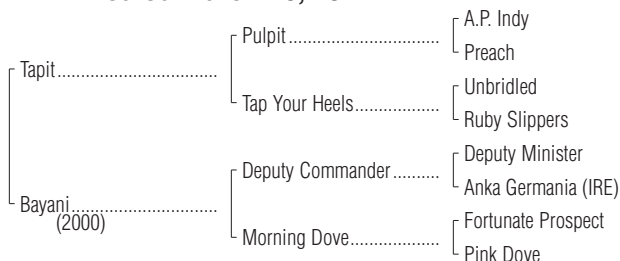 A.P. Indy
Pulpit
Preach
Tapit
Unbridled
Tap Your Heels
Ruby Slippers
Deputy Minister
Deputy Commander
Anka Germania (IRE)
Bayani
(2000)
Fortunate Prospect
Morning Dove
Pink Dove